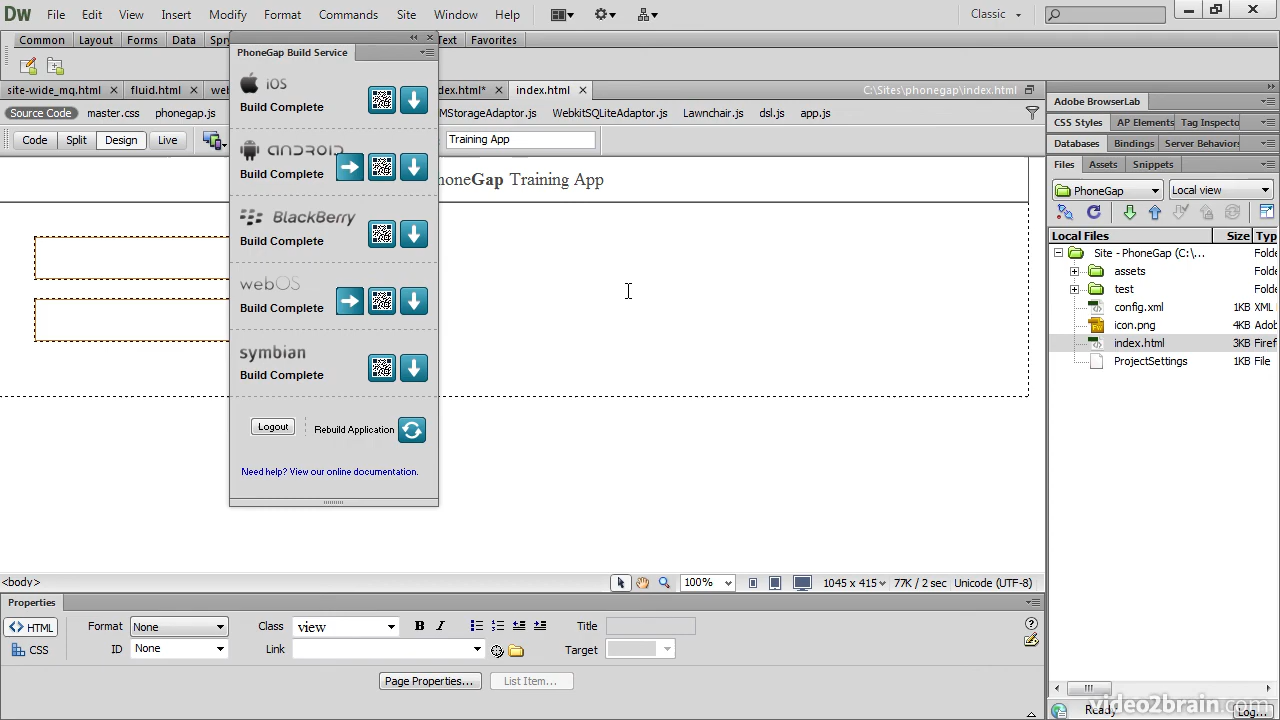 Dw File Edit View Insert Modify Format Commands Site Window Help Classic
Common Layout Forms Data Text Favorites
PhoneGap Build Service
site-wide_mq.html fluid.html index.html
C:\Sites\phonegap\index.html
Source Code master.css phonegap.js WebkitSQLiteAdaptor.js Lawnchair.js dsl.js app.js
Code Split Design Live
Training App
honeGap Training App
iOS
Build Complete
ANDROID
Build Complete
BlackBerry
Build Complete
webOS
Build Complete
symbian
Build Complete
Logout Rebuild Application
Need help? View our online documentation.
<body>
100% 1045 x 415 77K / 2 sec Unicode (UTF-8)
Properties
HTML Format None Class view B I Title
CSS ID None Link Target
Page Properties... List Item...
Adobe BrowserLab
CSS Styles AP Elements Tag Inspecto
Databases Bindings Server Behaviors
Files Assets Snippets
PhoneGap Local view
Local Files Size Type
Site - PhoneGap (C:\... Folde
assets Folde
test Folde
config.xml 1KB XML
icon.png 4KB Adob
index.html 3KB Firef
ProjectSettings 1KB File
Ready Log...
video2brain.com